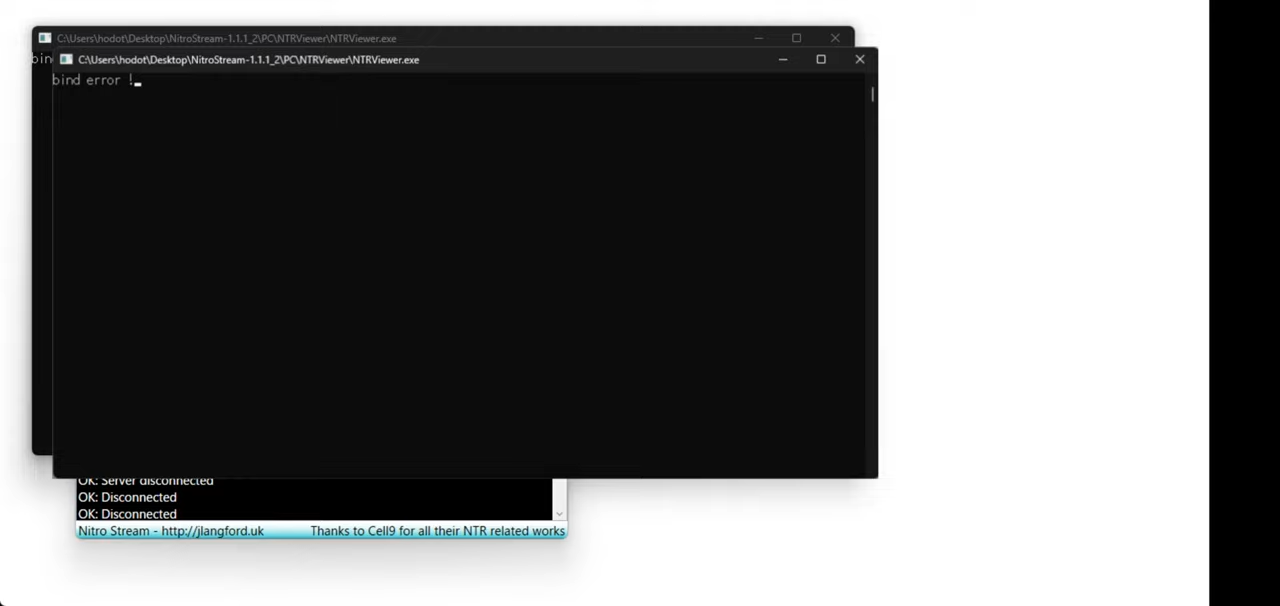 C:\Users\hodot\Desktop\NitroStream-1.1.1_2\PC\NTRViewer\NTRViewer.exe
bin
C:\Users\hodot\Desktop\NitroStream-1.1.1_2\PC\NTRViewer\NTRViewer.exe
bind error !
OK: Server disconnected
OK: Disconnected
OK: Disconnected
Nitro Stream - http://jlangford.uk Thanks to Cell9 for all their NTR related works